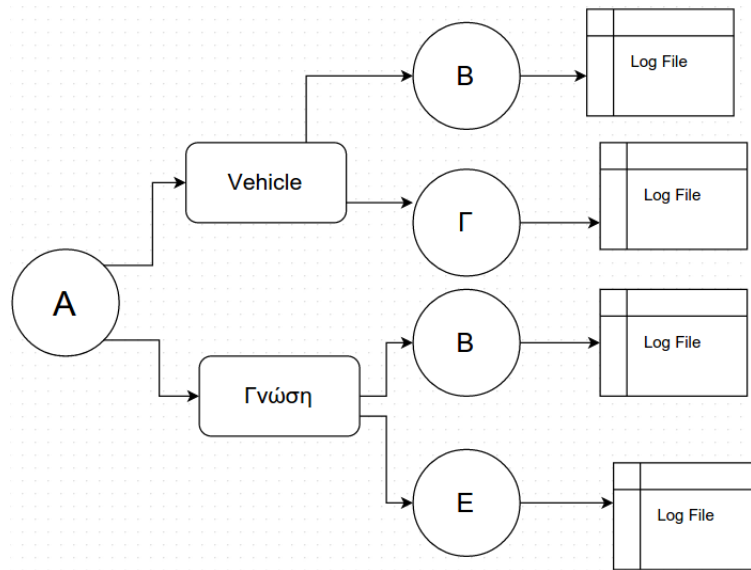 B
Log File
Vehicle
Γ
Log File
A
B
Log File
Γνώση
E
Log File